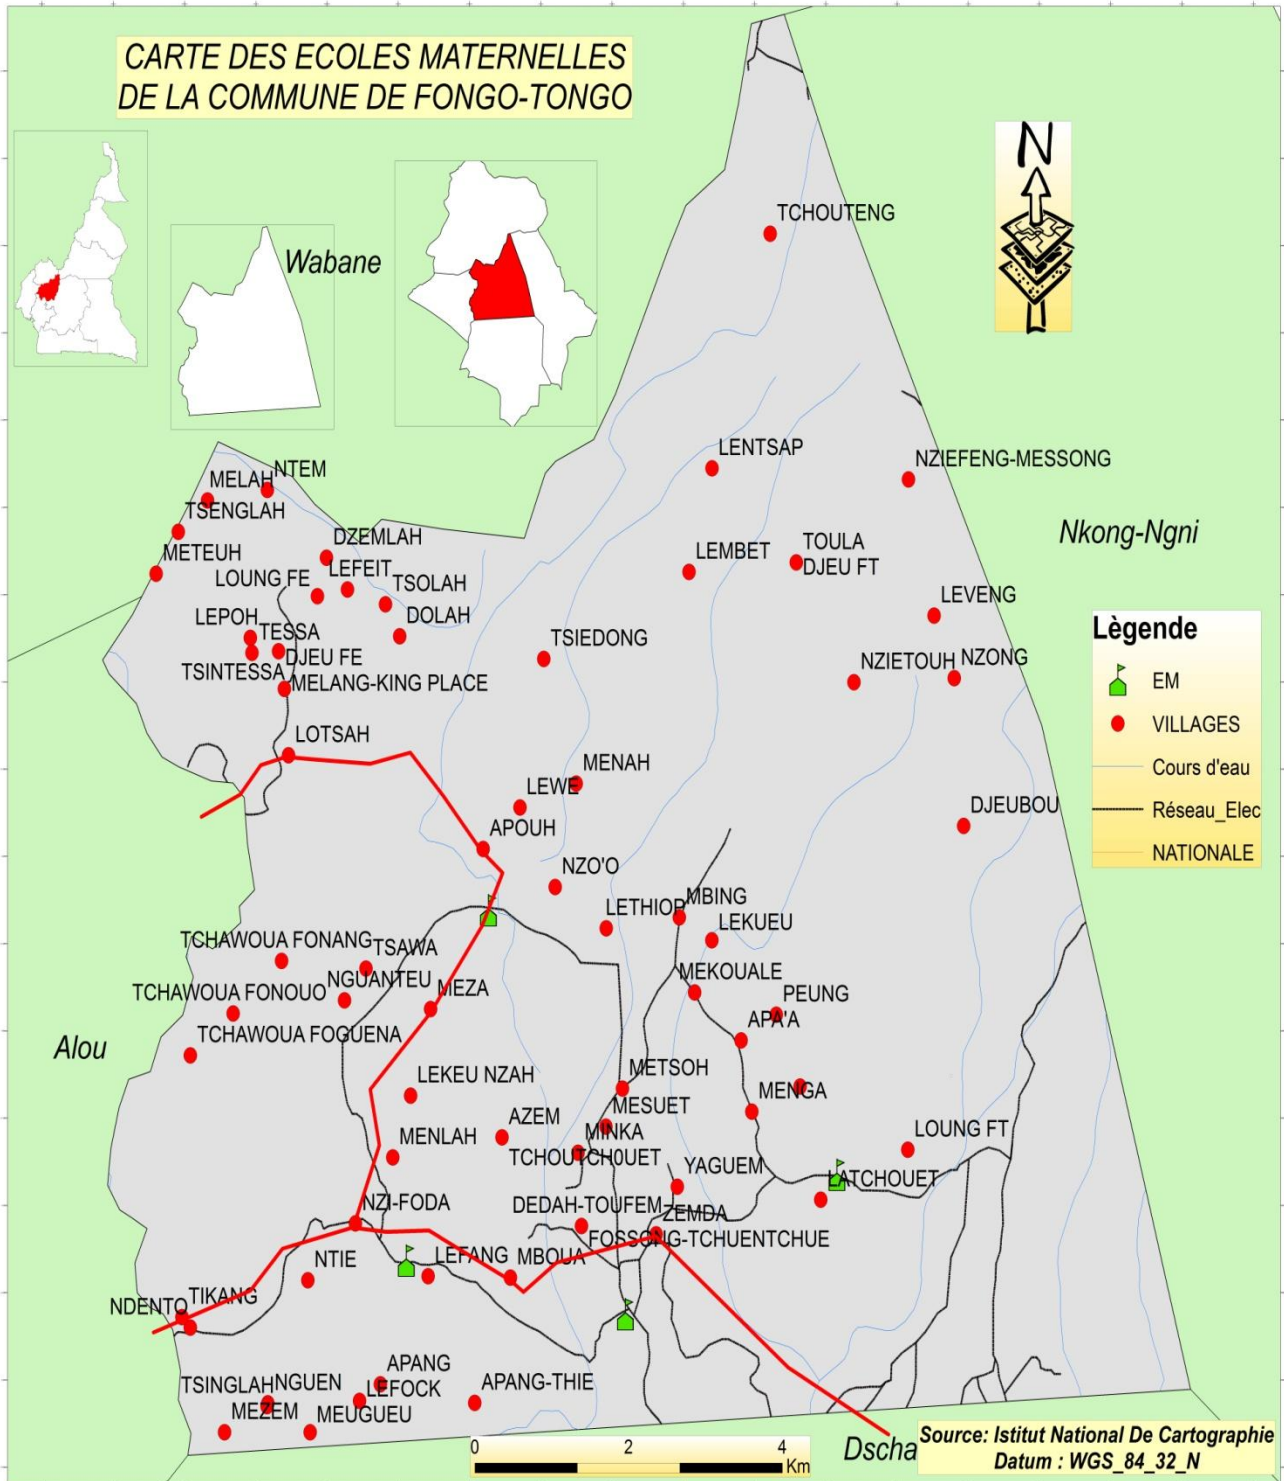 CARTE DES ECOLES MATERNELLES
DE LA COMMUNE DE FONGO-TONGO
N
Wabane
TCHOUTENG
LENTSAP
NZIEFENG-MESSONG
NTEM
MELAH
TSENGLAH
Nkong-Ngni
DZEMLAH
TOULA
METEUH
LEMBET
DJEU FT
LEFEIT
LOUNG FE
TSOLAH
LEVENG
DOLAH
LEPOH
TESSA
TSIEDONG
DJEU FE
NZIETOUH
NZONG
TSINTESSA
MELANG-KING PLACE
Lègende
EM
VILLAGES
Cours d'eau
Réseau_Elec
NATIONALE
LOTSAH
MENAH
LEWE
DJEUBOU
APOUH
NZO'O
MBING
LETHIOP
LEKUEU
TCHAWOUA FONANG
TSAWA
NGUANTEU
MEKOUALE
TCHAWOUA FONOUO
MEZA
PEUNG
APA'A
TCHAWOUA FOGUENA
Alou
LEKEU NZAH
METSOH
MENGA
MESUET
AZEM
MINKA
MENLAH
TCHOUTCHOUET
LOUNG FT
YAGUEM
LATCHOUET
NZI-FODA
DEDAH-TOUFEM
ZEMDA
FOSSONG-TCHUENTCHUE
NTIE
LEFANG
MBOUA
TIKANG
NDENTO
APANG
TSINGLAH
NGUEN
LEFOCK
APANG-THIE
MEZEM
MEUGUEU
Dscha
0 2 4
Km
Source: Istitut National De Cartographie
Datum : WGS_84_32_N